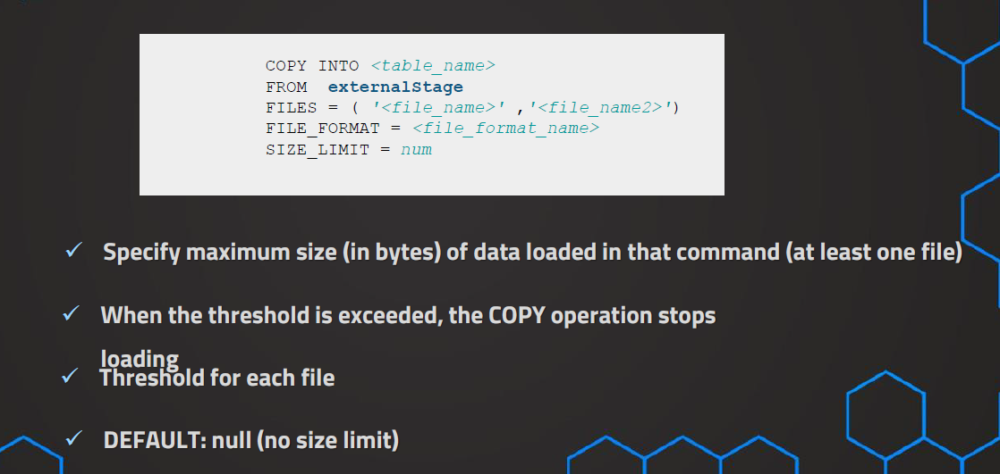 COPY INTO <table_name>
FROM externalStage
FILES = ( '<file_name>' ,'<file_name2>')
FILE_FORMAT = <file_format_name>
SIZE_LIMIT = num
✓ Specify maximum size (in bytes) of data loaded in that command (at least one file)
✓ When the threshold is exceeded, the COPY operation stops
loading
✓ Threshold for each file
✓ DEFAULT: null (no size limit)